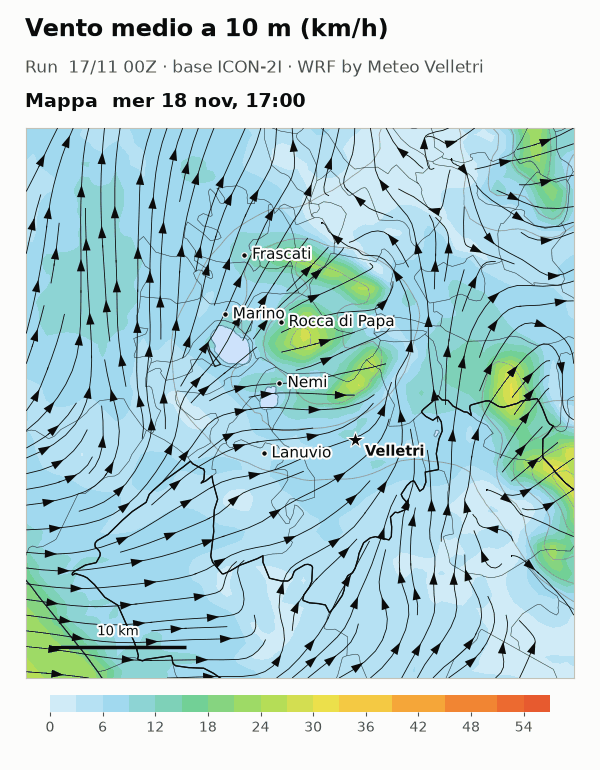 Vento medio a 10 m (km/h)
Run  17/11 00Z · base ICON-2I · WRF by Meteo Velletri
Mappa  mer 18 nov, 17:00
Frascati
Marino
Rocca di Papa
Nemi
Velletri
Lanuvio
10 km
0 6 12 18 24 30 36 42 48 54